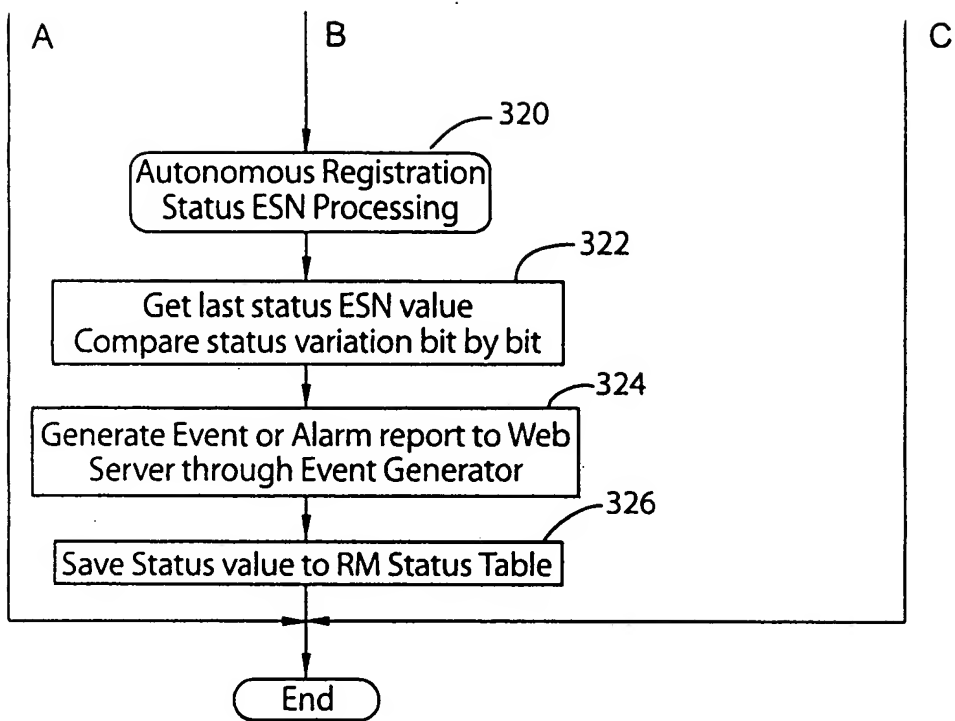 A
B
C
320
Autonomous Registration
Status ESN Processing
322
Get last status ESN value
Compare status variation bit by bit
324
Generate Event or Alarm report to Web
Server through Event Generator
326
Save Status value to RM Status Table
End